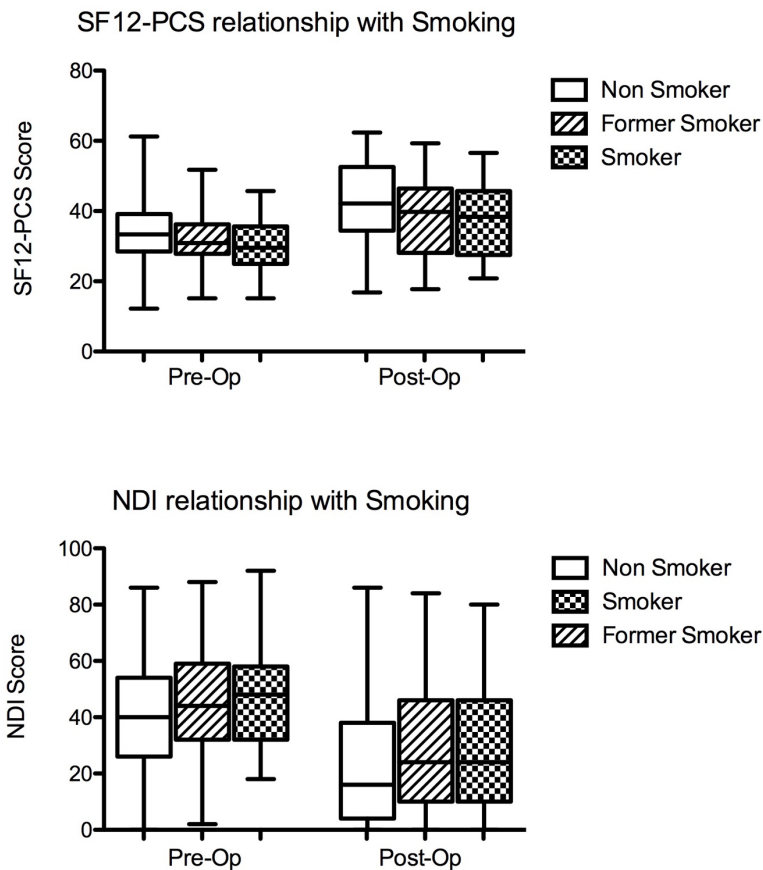 SF12-PCS relationship with Smoking
SF12-PCS Score
80
60
40
20
0
Pre-Op Post-Op
Non Smoker
Former Smoker
Smoker
NDI relationship with Smoking
NDI Score
100
80
60
40
20
0
Pre-Op Post-Op
Non Smoker
Smoker
Former Smoker